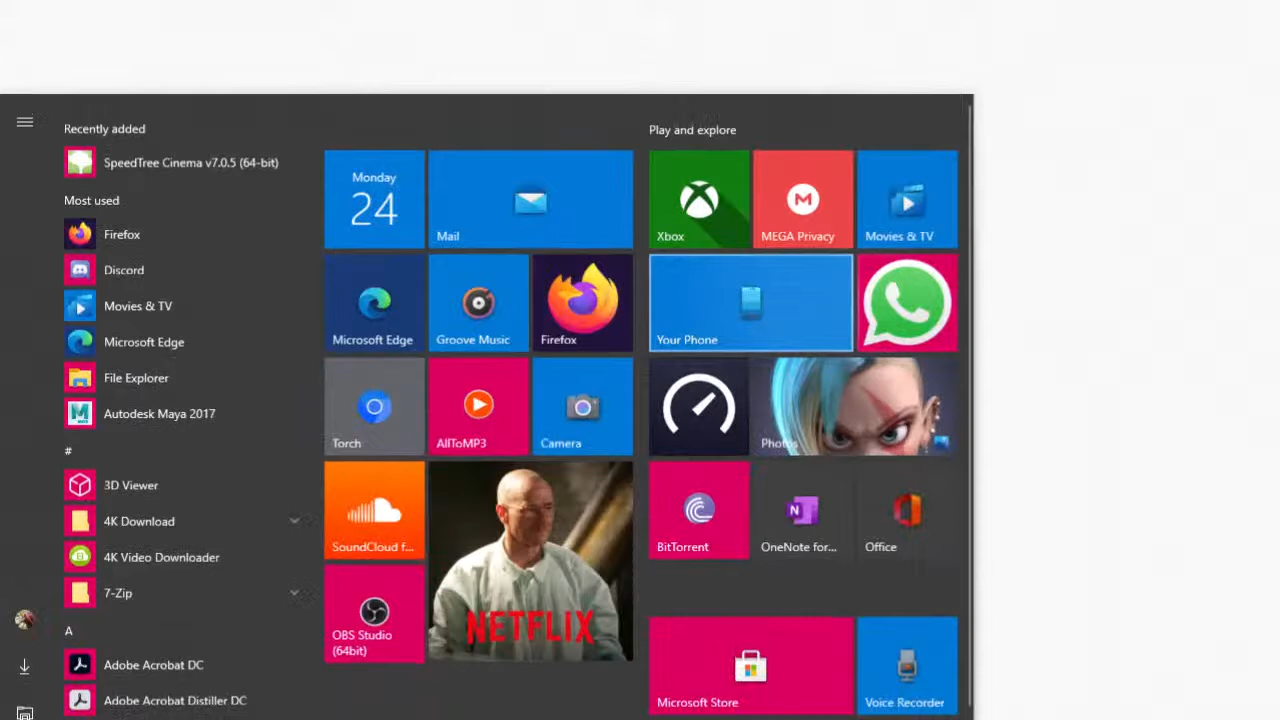 Recently added
SpeedTree Cinema v7.0.5 (64-bit)
Most used
Firefox
Discord
Movies & TV
Microsoft Edge
File Explorer
Autodesk Maya 2017
#
3D Viewer
4K Download
4K Video Downloader
7-Zip
A
Adobe Acrobat DC
Adobe Acrobat Distiller DC
Monday
24
Mail
Microsoft Edge
Groove Music
Firefox
Torch
AllToMP3
Camera
SoundCloud f...
NETFLIX
OBS Studio
(64bit)
Play and explore
Xbox
MEGA Privacy
Movies & TV
Your Phone
Photos
BitTorrent
OneNote for...
Office
Microsoft Store
Voice Recorder